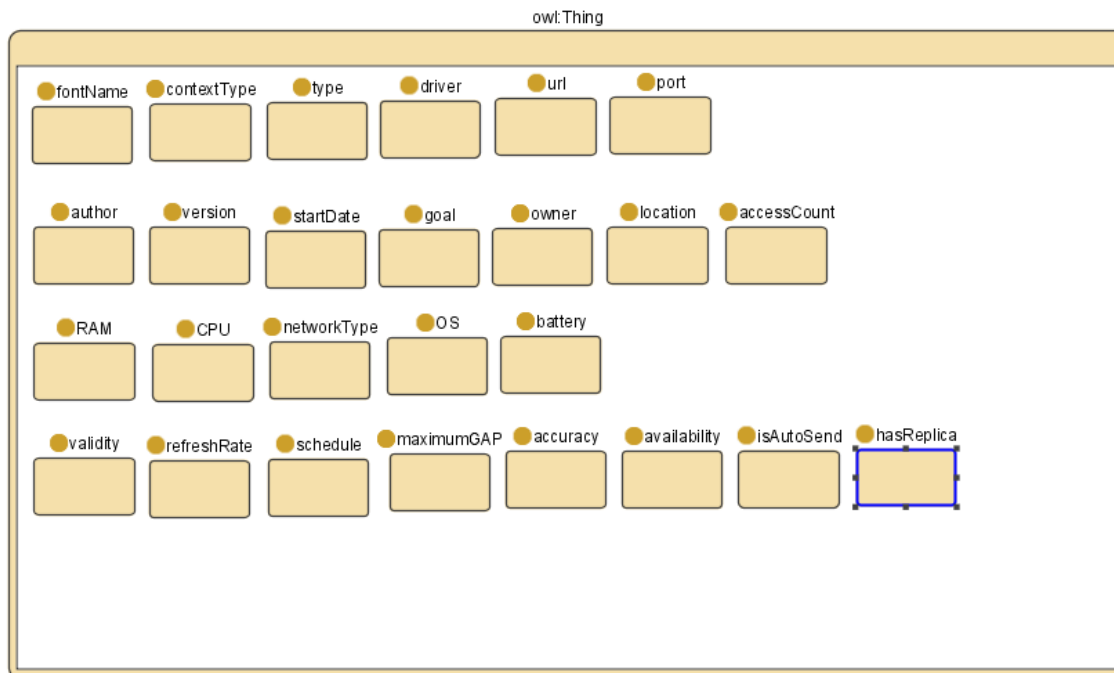 owl:Thing
fontName contextType type driver url port
author version startDate goal owner location accessCount
RAM CPU networkType OS battery
validity refreshRate schedule maximumGAP accuracy availability isAutoSend hasReplica